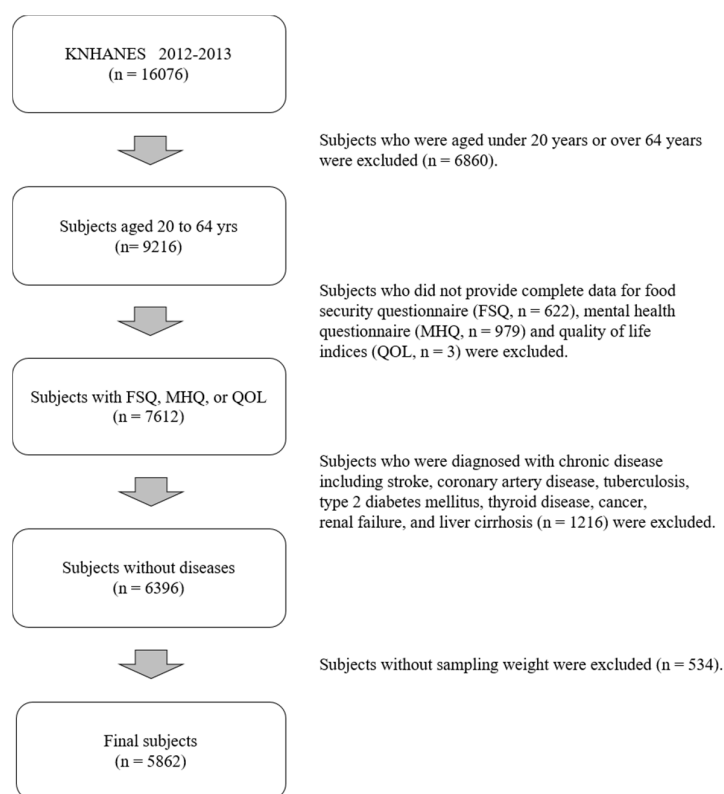 KNHANES 2012-2013
(n = 16076)
Subjects who were aged under 20 years or over 64 years
were excluded (n = 6860).
Subjects aged 20 to 64 yrs
(n= 9216)
Subjects who did not provide complete data for food
security questionnaire (FSQ, n = 622), mental health
questionnaire (MHQ, n = 979) and quality of life
indices (QOL, n = 3) were excluded.
Subjects with FSQ, MHQ, or QOL
(n = 7612)
Subjects who were diagnosed with chronic disease
including stroke, coronary artery disease, tuberculosis,
type 2 diabetes mellitus, thyroid disease, cancer,
renal failure, and liver cirrhosis (n = 1216) were excluded.
Subjects without diseases
(n = 6396)
Subjects without sampling weight were excluded (n = 534).
Final subjects
(n = 5862)